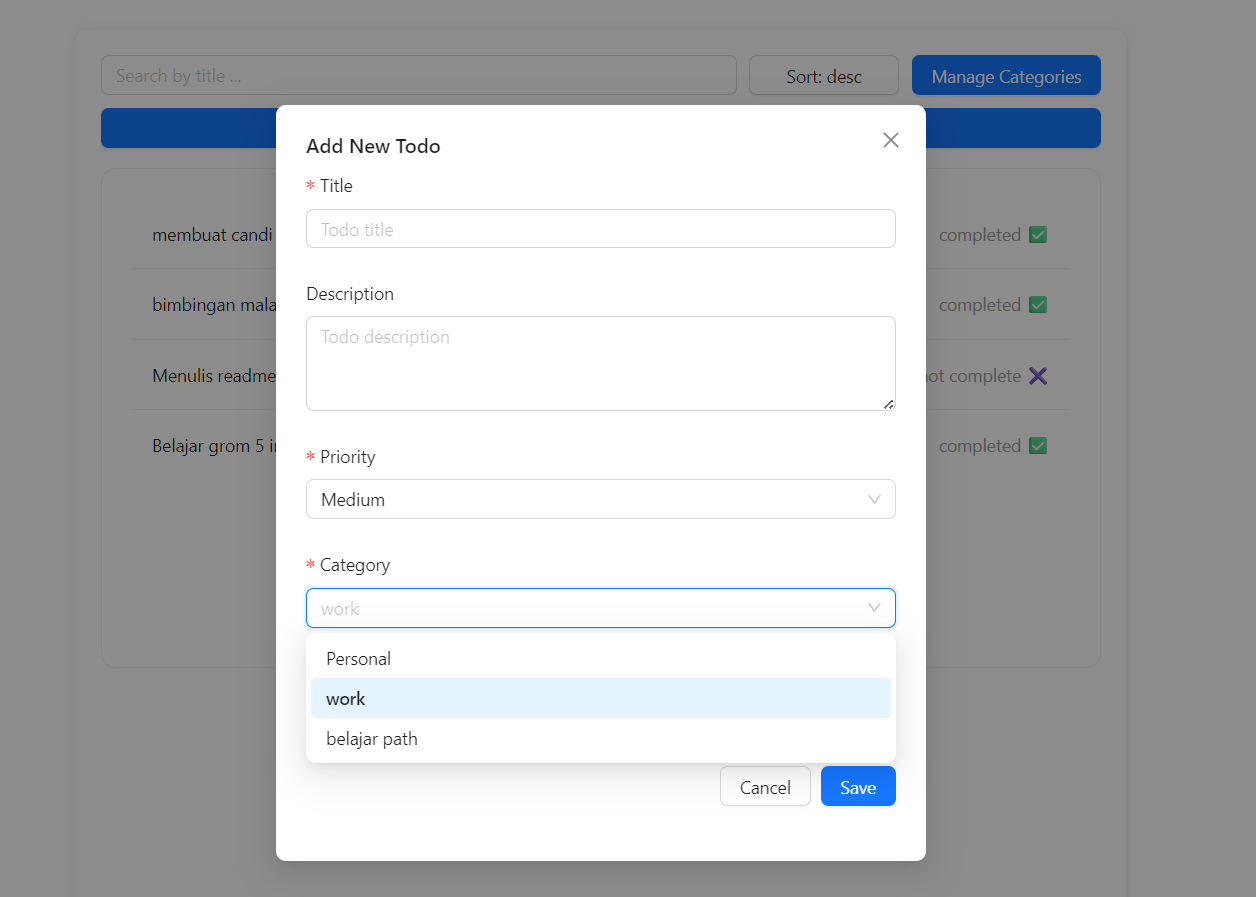 Search by title ...
Sort: desc
Manage Categories
Add New Todo
* Title
Todo title
membuat candi
completed ✅
Description
bimbingan mala
completed ✅
Todo description
Menulis readme
not complete ❌
Belajar grom 5
completed ✅
* Priority
Medium
* Category
work
Personal
work
belajar path
Cancel
Save